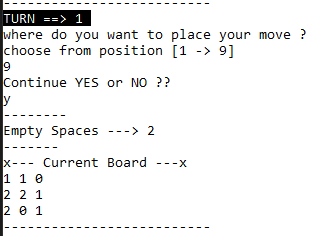 --------------------------
TURN ==> 1
where do you want to place your move ?
choose from position [1 -> 9]
9
Continue YES or NO ??
y
--------
Empty Spaces ---> 2
-------
x--- Current Board ---x
1 1 0
2 2 1
2 0 1
--------------------------